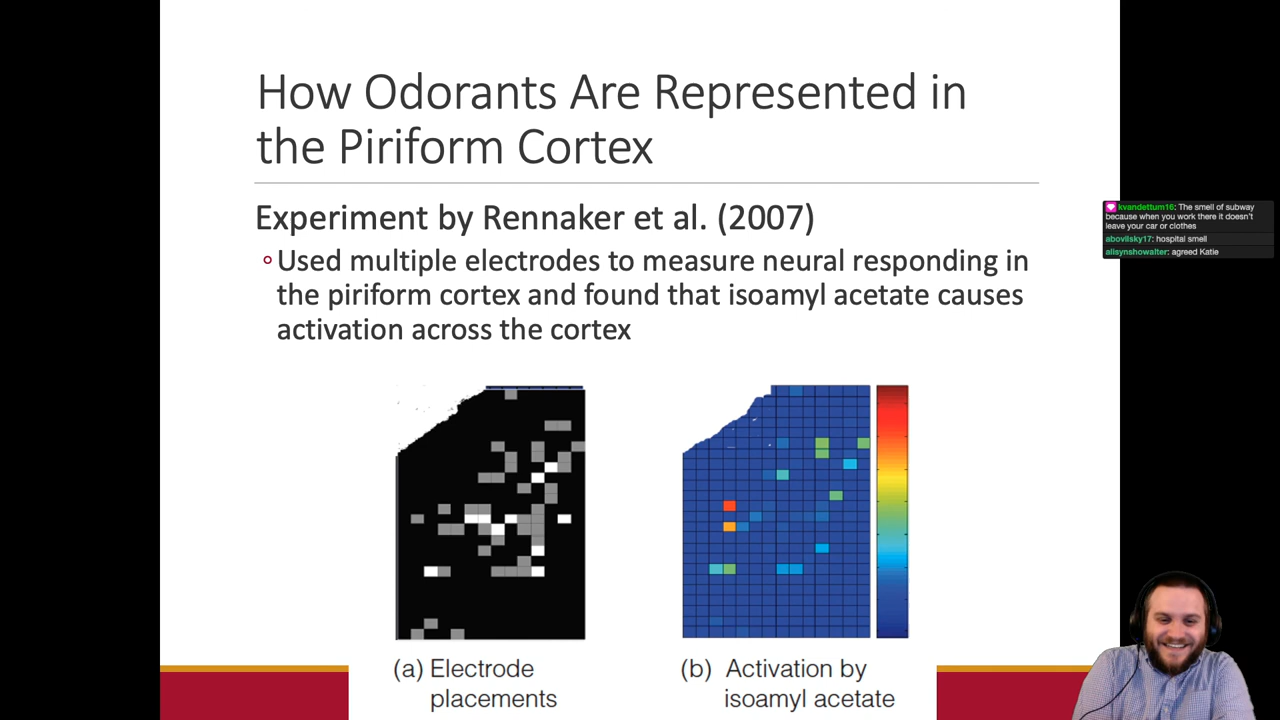 How Odorants Are Represented in
the Piriform Cortex
Experiment by Rennaker et al. (2007)
Used multiple electrodes to measure neural responding in
the piriform cortex and found that isoamyl acetate causes
activation across the cortex
(a) Electrode
placements
(b) Activation by
isoamyl acetate
kvandettum16: The smell of subway
because when you work there it doesn't
leave your car or clothes
abovilsky17: hospital smell
alisynshowalter: agreed Katie